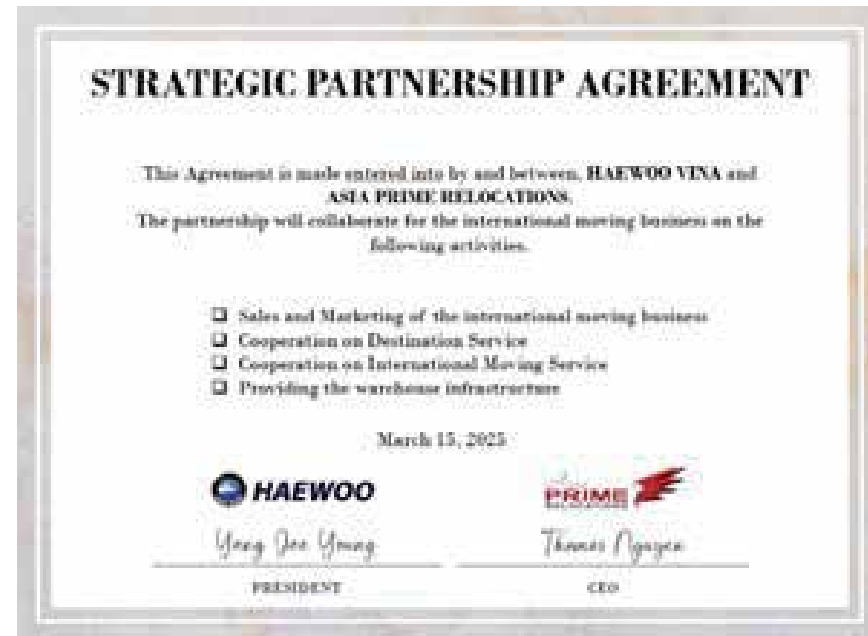 STRATEGIC PARTNERSHIP AGREEMENT
This Agreement is made entered into by and between, HAEWOO VINA and
ASIA PRIME RELOCATIONS.
The partnership will collaborate for the international moving business on the
following activities.
❑ Sales and Marketing of the international moving business
❑ Cooperation on Destination Service
❑ Cooperation on International Moving Service
❑ Providing the warehouse infrastructure
March 15, 2025
HAEWOO
PRIME
RELOCATIONS
Yang Jae Young
Thomas Nguyen
PRESIDENT
CEO